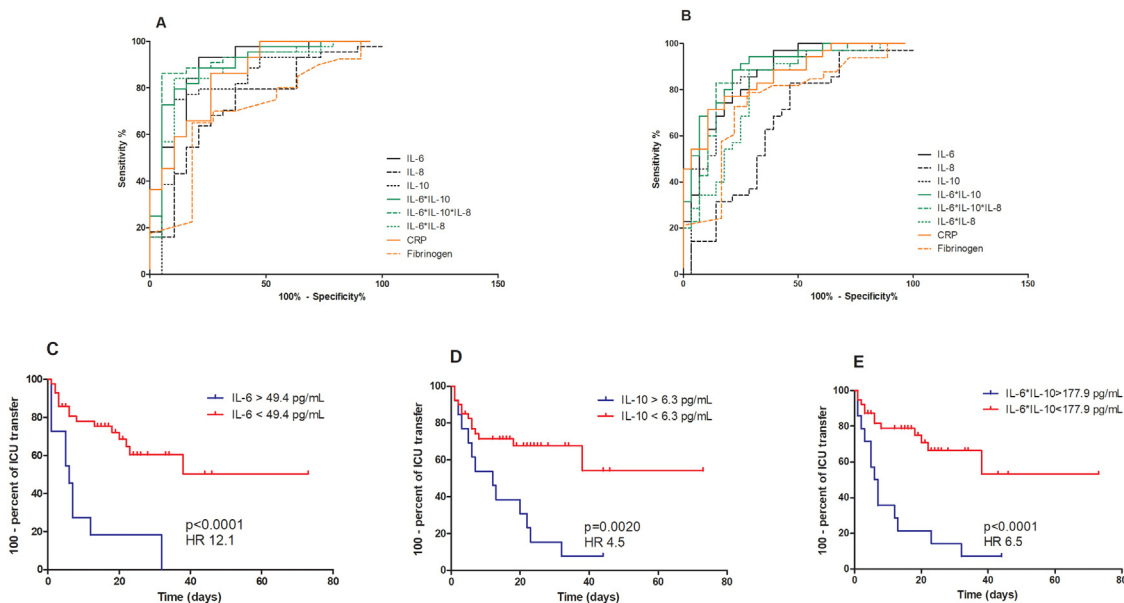 A
Sensitivity %
100
80
60
40
20
0
IL-6
IL-8
IL-10
IL-6*IL-10
IL-6*IL-10*IL-8
IL-6*IL-8
CRP
Fibrinogen
0 50 100 150
100% - Specificity%
B
Sensitivity %
100
80
60
40
20
0
IL-6
IL-8
IL-10
IL-6*IL-10
IL-6*IL-10*IL-8
IL-6*IL-8
CRP
Fibrinogen
0 50 100 150
100% - Specificity%
C
100 - percent of ICU transfer
100
80
60
40
20
0
IL-6 > 49.4 pg/mL
IL-6 < 49.4 pg/mL
p<0.0001
HR 12.1
0 20 40 60 80
Time (days)
D
100 - percent of ICU transfer
100
80
60
40
20
0
IL-10 > 6.3 pg/mL
IL-10 < 6.3 pg/mL
p=0.0020
HR 4.5
0 20 40 60 80
Time (days)
E
100 - percent of ICU transfer
100
80
60
40
20
0
IL-6*IL-10>177.9 pg/mL
IL-6*IL-10<177.9 pg/mL
p<0.0001
HR 6.5
0 20 40 60 80
Time (days)